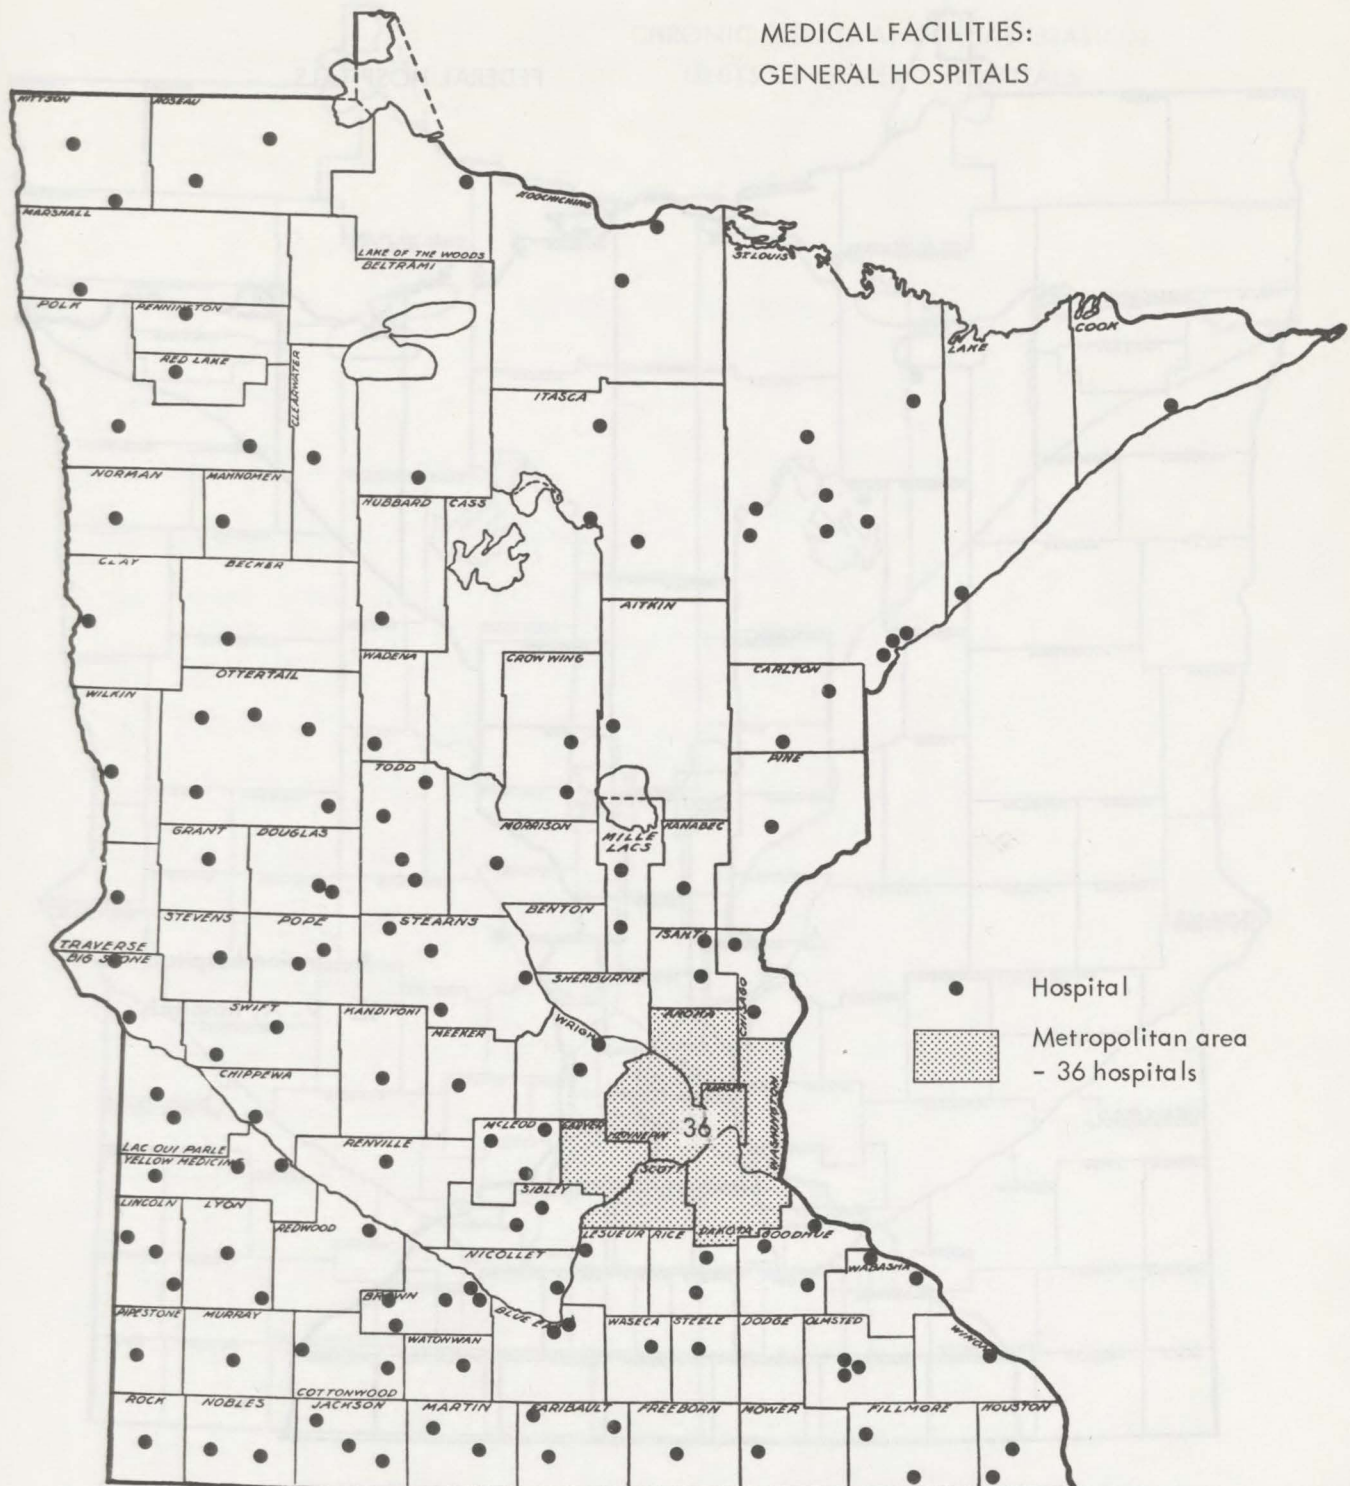 MEDICAL FACILITIES:
GENERAL HOSPITALS
KITTSON
ROSEAU
MARSHALL
LAKE OF THE WOODS
BELTRAMI
KOOCHICHING
ST. LOUIS
LAKE
COOK
POLK
PENNINGTON
RED LAKE
CLEARWATER
ITASCA
NORMAN
MAHNOMEN
HUBBARD
CASS
CLAY
BECKER
AITKIN
WADENA
CROW WING
CARLTON
OTTERTAIL
WILKIN
TODD
PINE
GRANT
DOUGLAS
MORRISON
MILLE
LACS
KANABEC
STEVENS
POPE
STEARNS
BENTON
ISANTI
TRAVERSE
BIG STONE
SHERBURNE
CHISAGO
SWIFT
KANDIYOHI
MEEKER
WRIGHT
ANOKA
Hospital
Metropolitan area
- 36 hospitals
CHIPPEWA
WASHINGTON
36
LAC QUI PARLE
YELLOW MEDICINE
RENVILLE
McLEOD
CARVER
HENNEPIN
SCOTT
SIBLEY
LINCOLN
LYON
REDWOOD
NICOLLET
LESUEUR
RICE
DAKOTA
GOODHUE
WABASHA
PIPESTONE
MURRAY
BROWN
BLUE EARTH
WATONWAN
WASECA
STEELE
DODGE
OLMSTED
WINONA
COTTONWOOD
ROCK
NOBLES
JACKSON
MARTIN
FARIBAULT
FREEBORN
MOWER
FILLMORE
HOUSTON